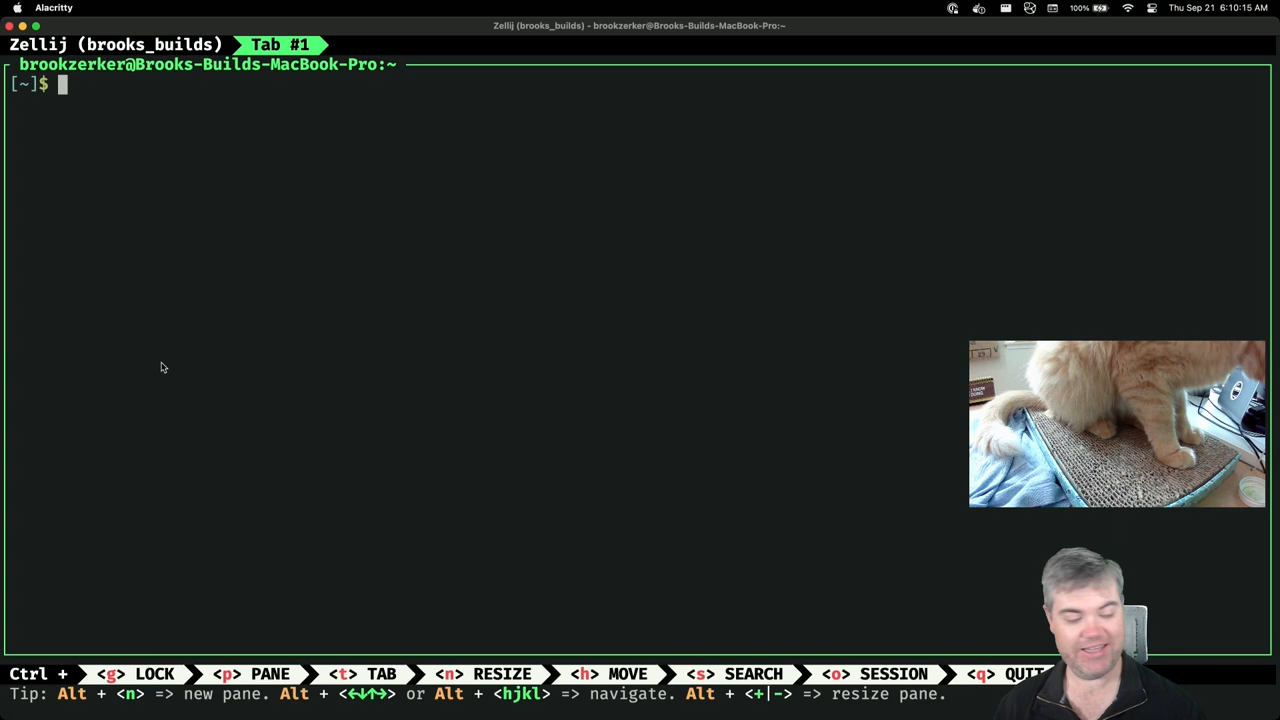 Alacritty
100%
Thu Sep 21 6:10:15 AM
Zellij (brooks_builds) - brookzerker@Brooks-Builds-MacBook-Pro:~
Zellij (brooks_builds) Tab #1
brookzerker@Brooks-Builds-MacBook-Pro:~
[~]$
Ctrl + <g> LOCK <p> PANE <t> TAB <n> RESIZE <h> MOVE <s> SEARCH <o> SESSION <q> QUIT
Tip: Alt + <n> => new pane. Alt + <←↓↑→> or Alt + <hjkl> => navigate. Alt + <+|-> => resize pane.